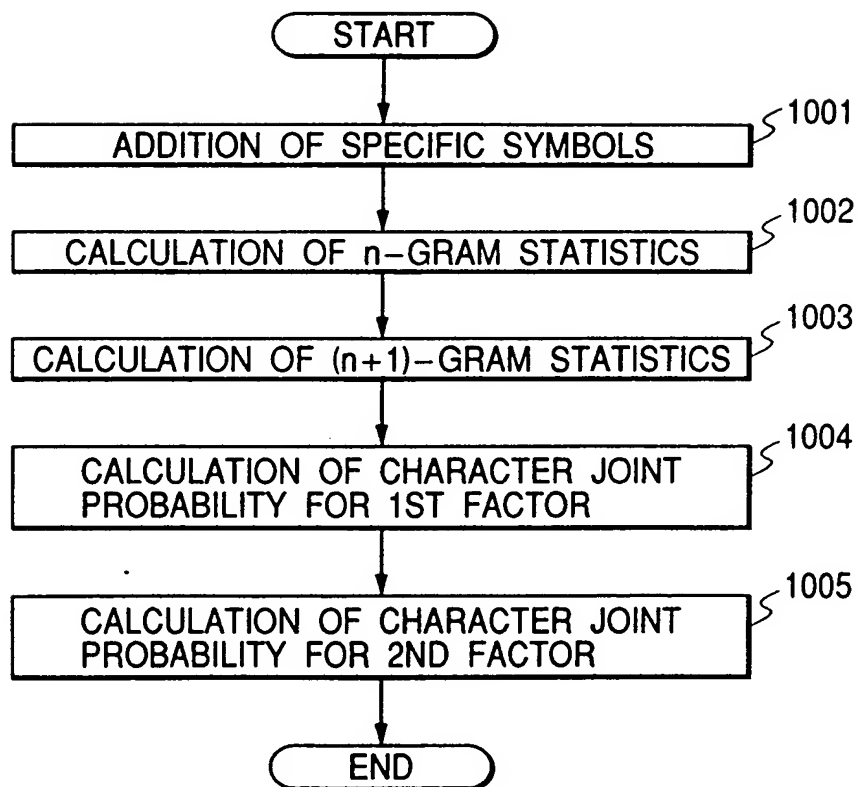 START
1001
ADDITION OF SPECIFIC SYMBOLS
1002
CALCULATION OF n-GRAM STATISTICS
1003
CALCULATION OF (n+1)-GRAM STATISTICS
1004
CALCULATION OF CHARACTER JOINT
PROBABILITY FOR 1ST FACTOR
1005
CALCULATION OF CHARACTER JOINT
PROBABILITY FOR 2ND FACTOR
END